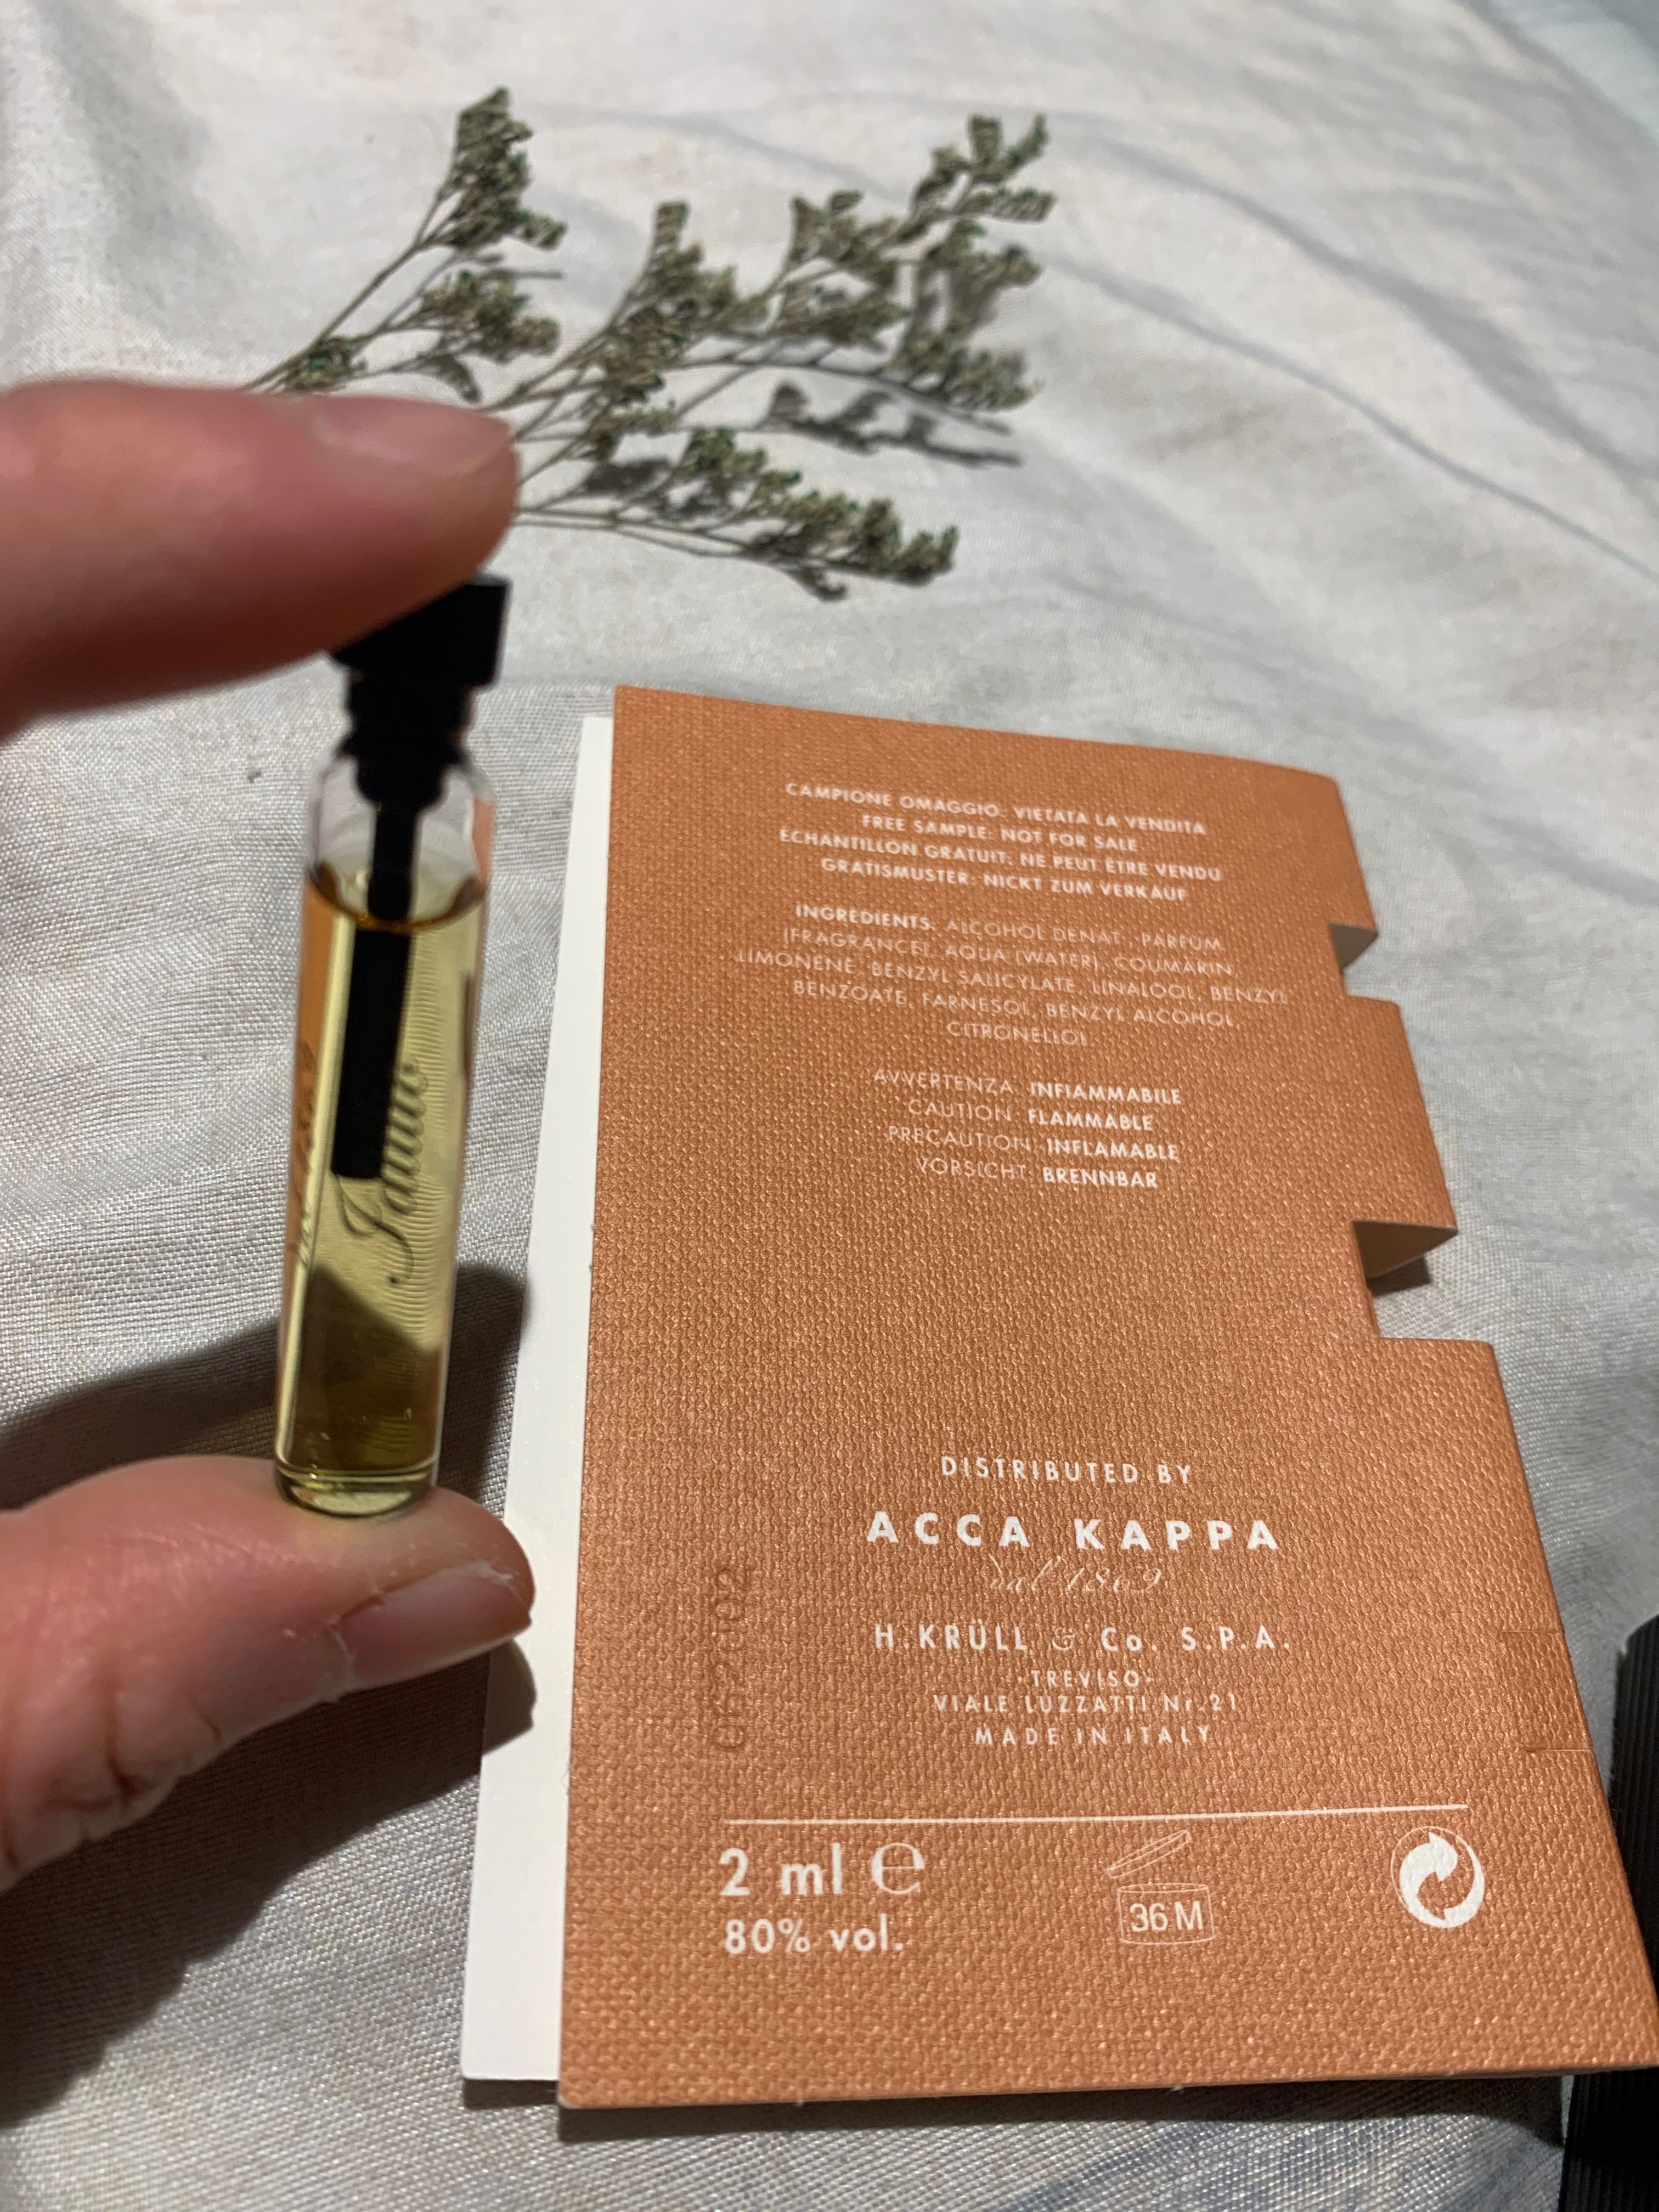 CAMPIONE OMAGGIO: VIETATA LA VENDITA
FREE SAMPLE: NOT FOR SALE
ÉCHANTILLON GRATUIT: NE PEUT ÊTRE VENDU
GRATISMUSTER: NICKT ZUM VERKAUF
INGREDIENTS: ALCOHOL DENAT., PARFUM
(FRAGRANCE), AQUA (WATER), COUMARIN,
LIMONENE, BENZYL SALICYLATE, LINALOOL, BENZYL
BENZOATE, FARNESOL, BENZYL ALCOHOL,
CITRONELLOL
AVVERTENZA: INFIAMMABILE
CAUTION: FLAMMABLE
PRECAUTION: INFLAMABLE
VORSICHT: BRENNBAR
DISTRIBUTED BY
ACCA KAPPA
dal 1869
H.KRÜLL & Co. S.P.A.
·TREVISO·
VIALE LUZZATTI Nr.21
MADE IN ITALY
2 ml e
80% vol.
36 M